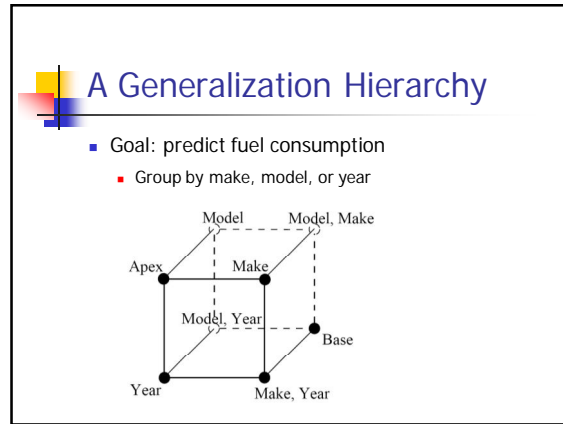 A Generalization Hierarchy
Goal: predict fuel consumption
Group by make, model, or year
Model
Model, Make
Apex
Make
Model, Year
Base
Year
Make, Year